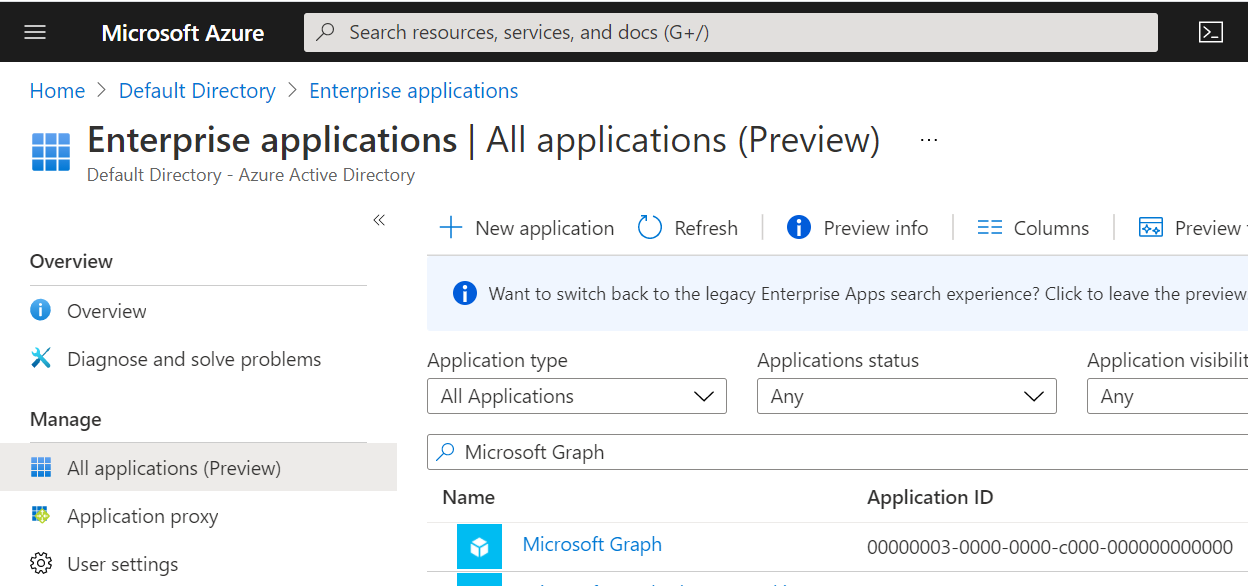 Microsoft Azure
Search resources, services, and docs (G+/)
Home > Default Directory > Enterprise applications
Enterprise applications | All applications (Preview) ...
Default Directory - Azure Active Directory
«
Overview
Overview
Diagnose and solve problems
Manage
All applications (Preview)
Application proxy
User settings
New application
Refresh
Preview info
Columns
Preview
Want to switch back to the legacy Enterprise Apps search experience? Click to leave the preview
Application type
Applications status
Application visibilit
All Applications
Any
Any
Microsoft Graph
Name
Application ID
Microsoft Graph
00000003-0000-0000-c000-000000000000